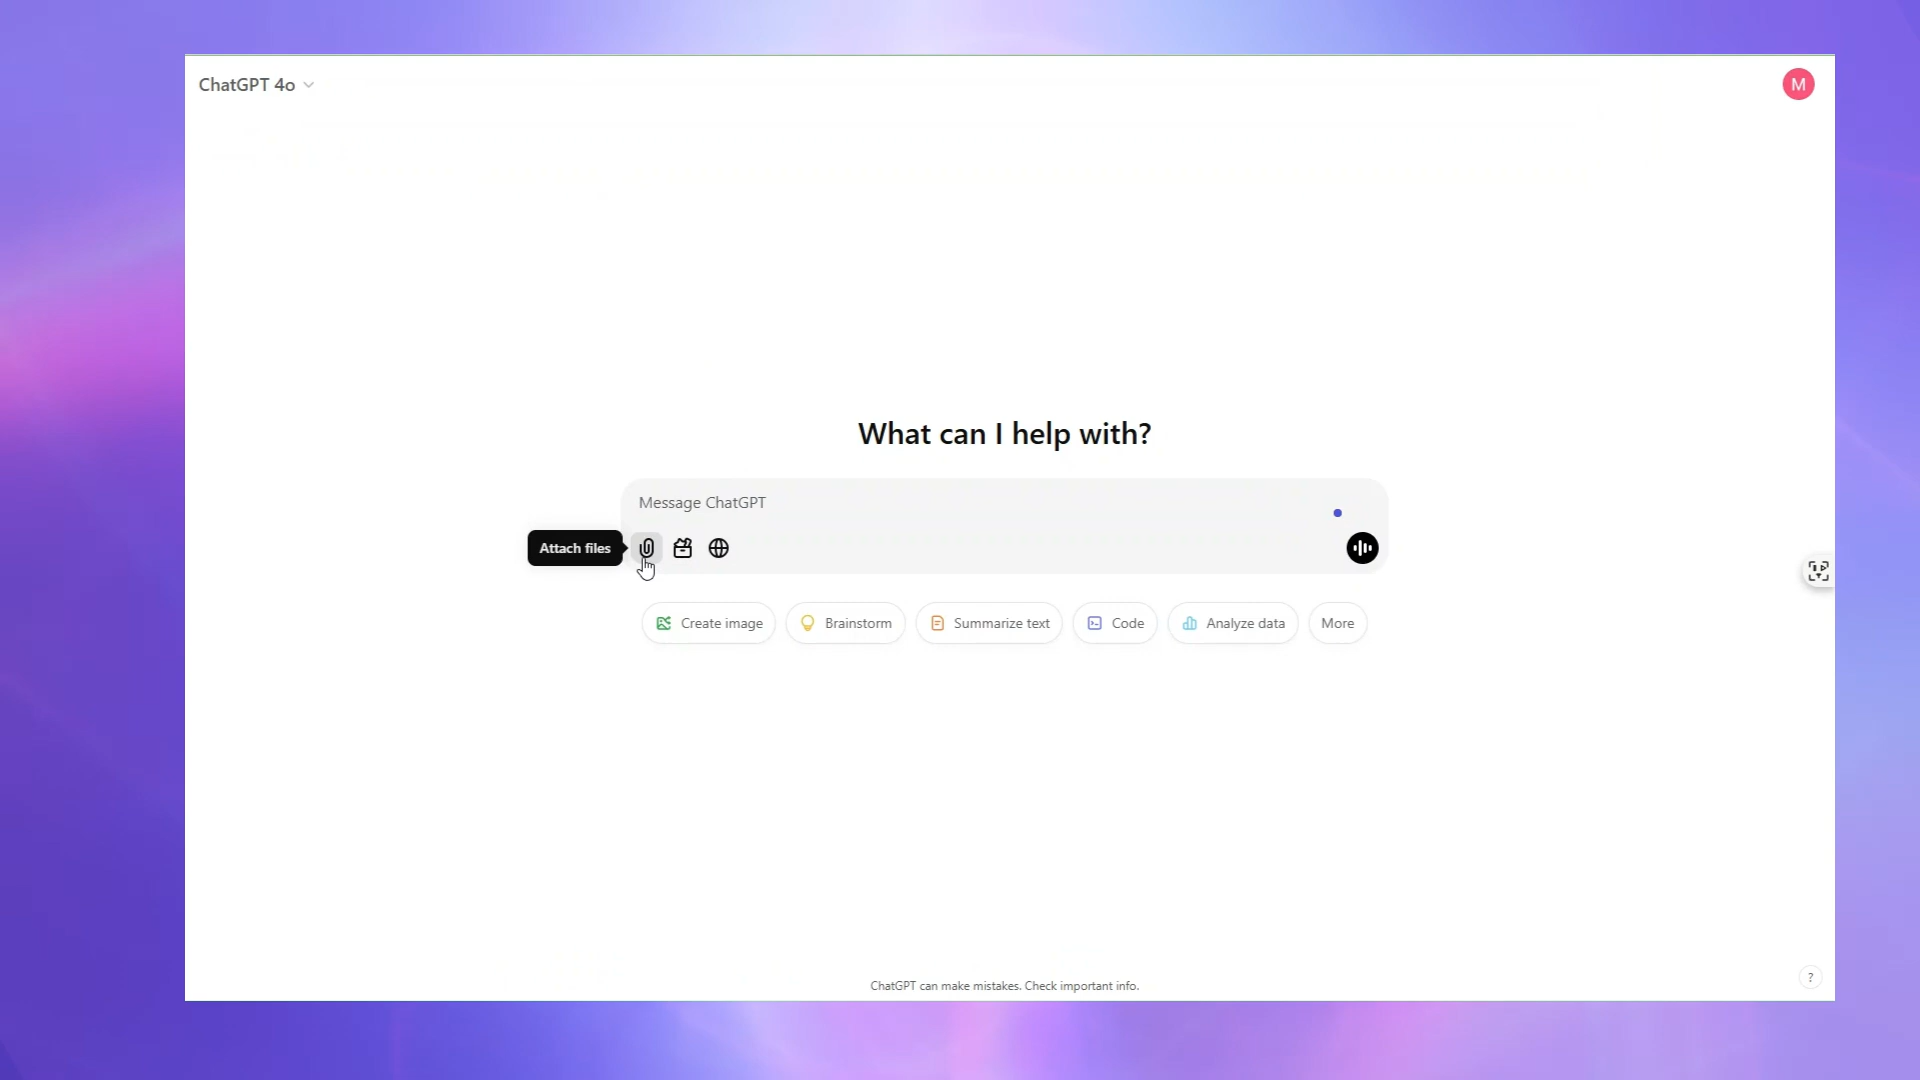 ChatGPT 4o
M
What can I help with?
Message ChatGPT
Attach files
Create image
Brainstorm
Summarize text
Code
Analyze data
More
ChatGPT can make mistakes. Check important info.
?